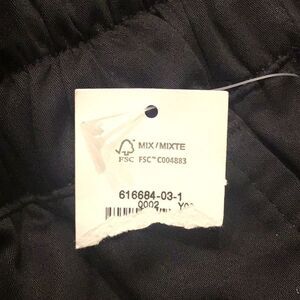 MIX / MIXTE
FSC FSC™ C004883
616684-03-1
0002